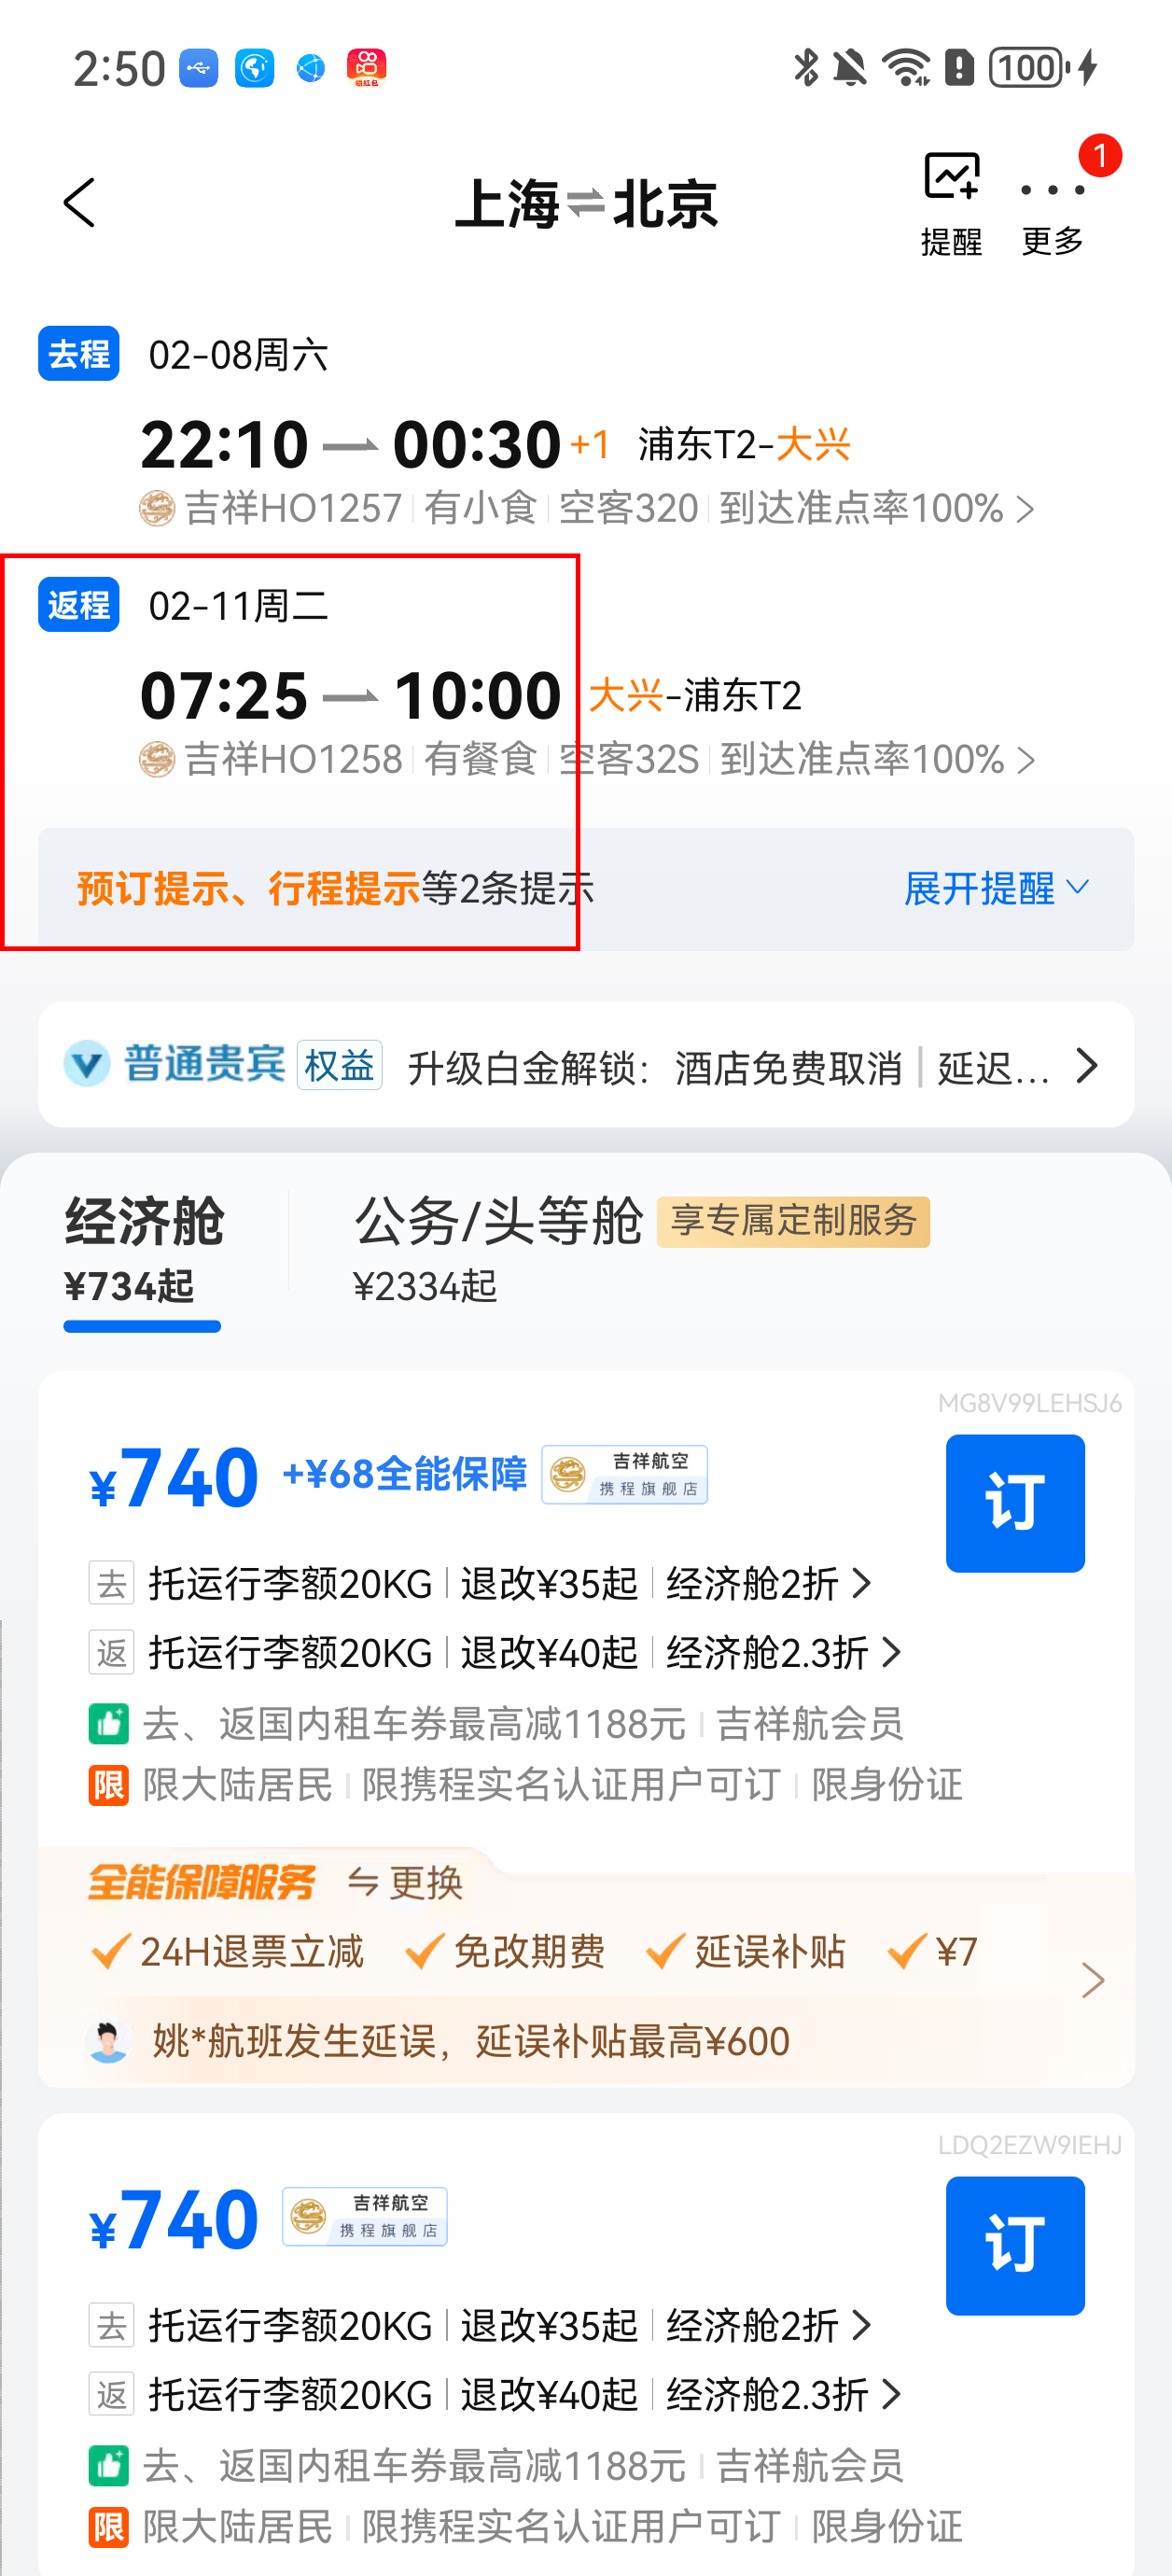 2:50 领红包 100
上海⇌北京
1
提醒 更多
去程 02-08周六
22:10 00:30 +1 浦东T2-大兴
吉祥HO1257 有小食 空客320 到达准点率100%
返程 02-11周二
07:25 10:00 大兴-浦东T2
吉祥HO1258 有餐食 空客32S 到达准点率100%
预订提示、行程提示等2条提示 展开提醒
普通贵宾 权益 升级白金解锁：酒店免费取消 | 延迟...
经济舱 公务/头等舱 享专属定制服务
¥734起 ¥2334起
MG8V99LEHSJ6
¥740 +¥68全能保障 吉祥航空 携程旗舰店 订
去 托运行李额20KG 退改¥35起 经济舱2折
返 托运行李额20KG 退改¥40起 经济舱2.3折
去、返国内租车券最高减1188元 吉祥航会员
限 限大陆居民 限携程实名认证用户可订 限身份证
全能保障服务 更换
24H退票立减 免改期费 延误补贴 ¥7
姚*航班发生延误，延误补贴最高¥600
LDQ2EZW9IEHJ
¥740 吉祥航空 携程旗舰店 订
去 托运行李额20KG 退改¥35起 经济舱2折
返 托运行李额20KG 退改¥40起 经济舱2.3折
去、返国内租车券最高减1188元 吉祥航会员
限 限大陆居民 限携程实名认证用户可订 限身份证